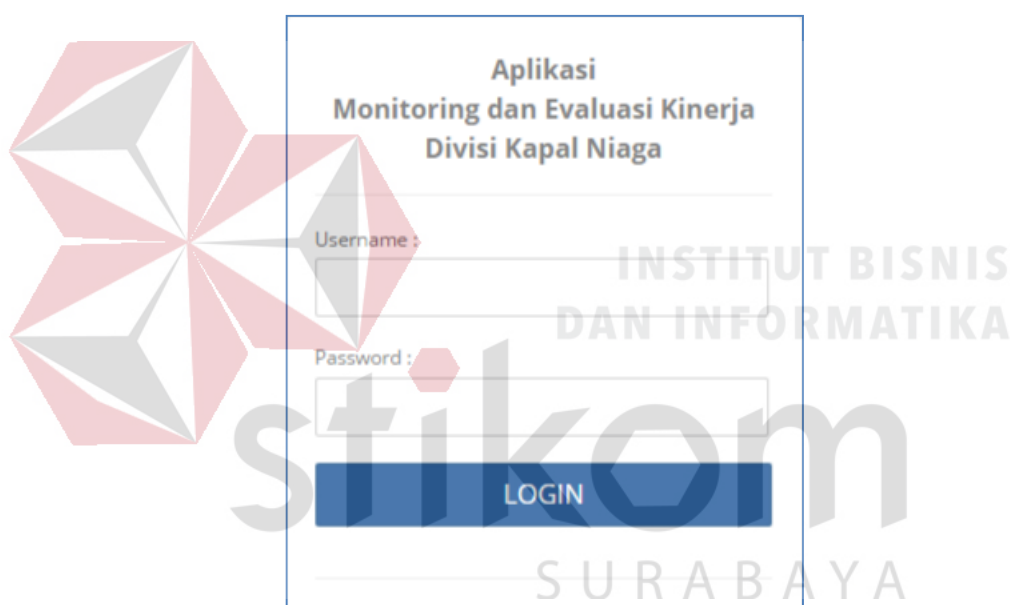 Aplikasi
Monitoring dan Evaluasi Kinerja
Divisi Kapal Niaga
Username :
INSTITUT BISNIS
DAN INFORMATIKA
Password :
stikom
LOGIN
SURABAYA